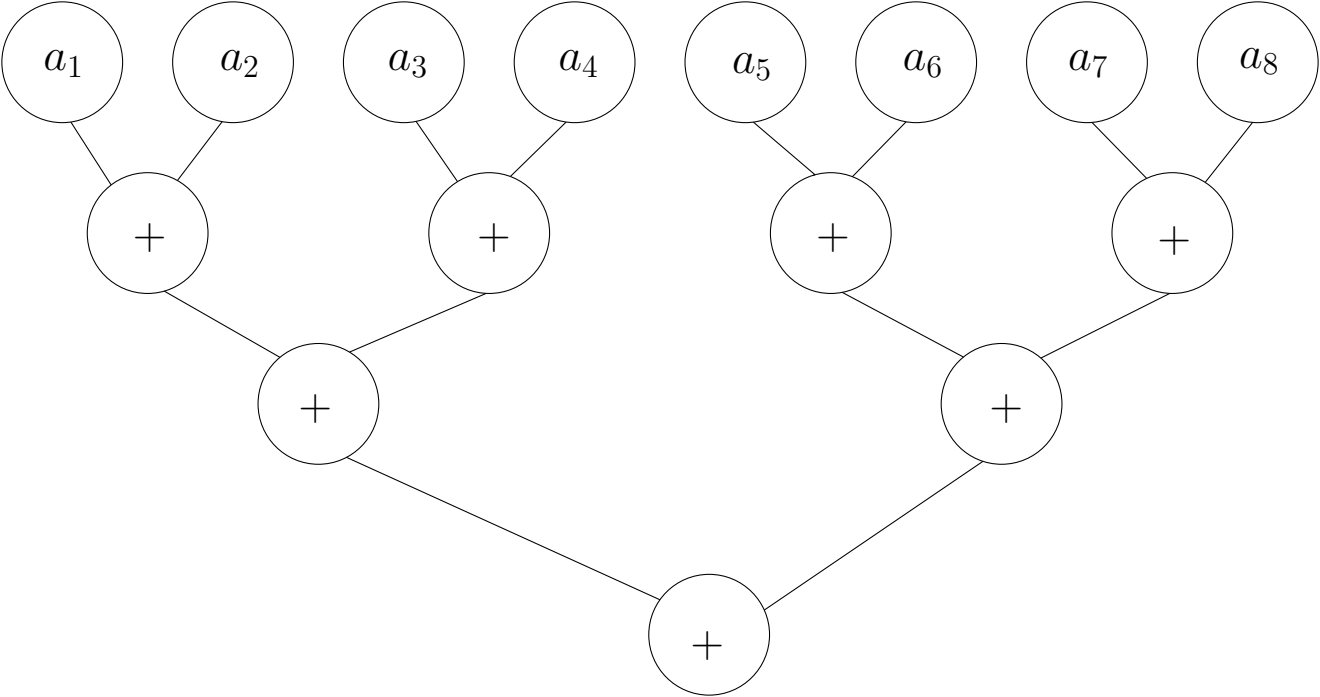 a₁ a₂ a₃ a₄ a₅ a₆ a₇ a₈
+ + + +
+ +
+